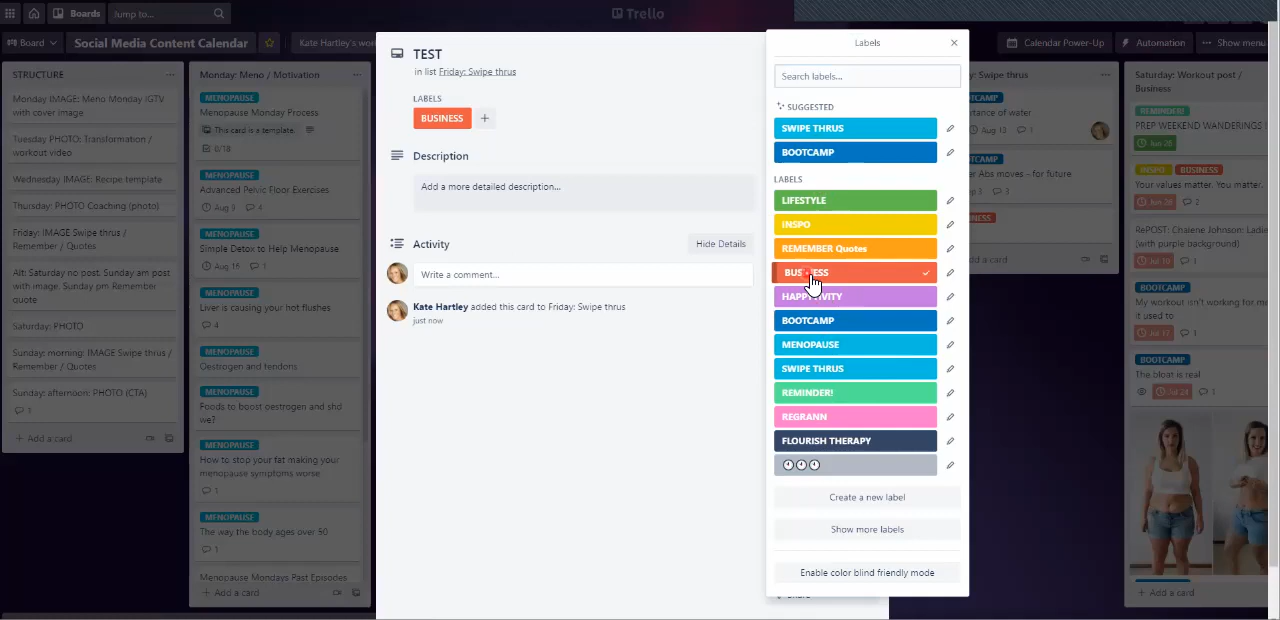 Boards
Jump to...
Trello
Board
Social Media Content Calendar
Kate Hartley's work
Calendar Power-Up
Automation
Show menu
STRUCTURE
Monday IMAGE: Meno Monday IGTV
with cover image
Tuesday PHOTO: Transformation /
workout video
Wednesday IMAGE: Recipe template
Thursday: PHOTO Coaching (photo)
Friday: IMAGE Swipe thrus /
Remember / Quotes
Alt: Saturday no post. Sunday am post
with image. Sunday pm Remember
quote
Saturday: PHOTO
Sunday: morning: IMAGE Swipe thrus /
Remember / Quotes
Sunday: afternoon: PHOTO (CTA)
3
+ Add a card
Monday: Meno / Motivation
MENOPAUSE
Menopause Monday Process
This card is a template.
8/18
MENOPAUSE
Advanced Pervic Floor Exercises
Aug 9
4
MENOPAUSE
Simple Detox to Help Menopause
Aug 16
1
MENOPAUSE
Liver is causing your hot flushes
4
MENOPAUSE
Oestrogen and tendons
MENOPAUSE
Foods to boost oestrogen and shd
we?
MENOPAUSE
How to stop your fat making your
menopause symptoms worse
1
MENOPAUSE
The way the body ages over 50
1
Menopause Mondays Past Episodes
+ Add a card
TEST
in list Friday: Swipe thrus
LABELS
BUSINESS
+
Description
Add a more detailed description...
Activity
Hide Details
Write a comment...
Kate Hartley added this card to Friday: Swipe thrus
just now
Labels
Search labels...
SUGGESTED
SWIPE THRUS
BOOTCAMP
LABELS
LIFESTYLE
INSPO
REMEMBER Quotes
BUSINESS
BOOTCAMP
MENOPAUSE
SWIPE THRUS
REMINDER!
REGRANN
FLOURISH THERAPY
Create a new label
Show more labels
Enable color blind friendly mode
Share
Swipe thrus
Aug 13
1
moves – for future
3
Saturday: Workout post /
Business
REMINDER!
PREP WEEKEND WANDERINGS
Jun 26
INSPO
BUSINESS
Your values matter. You matter.
Jun 26
2
RePOST: Chalene Johnson:
(with purple background)
Jul 10
1
BOOTCAMP
My workout isn't working for me
it used to
Jul 17
1
BOOTCAMP
The bloat is real
Jul 24
1
+ Add a card